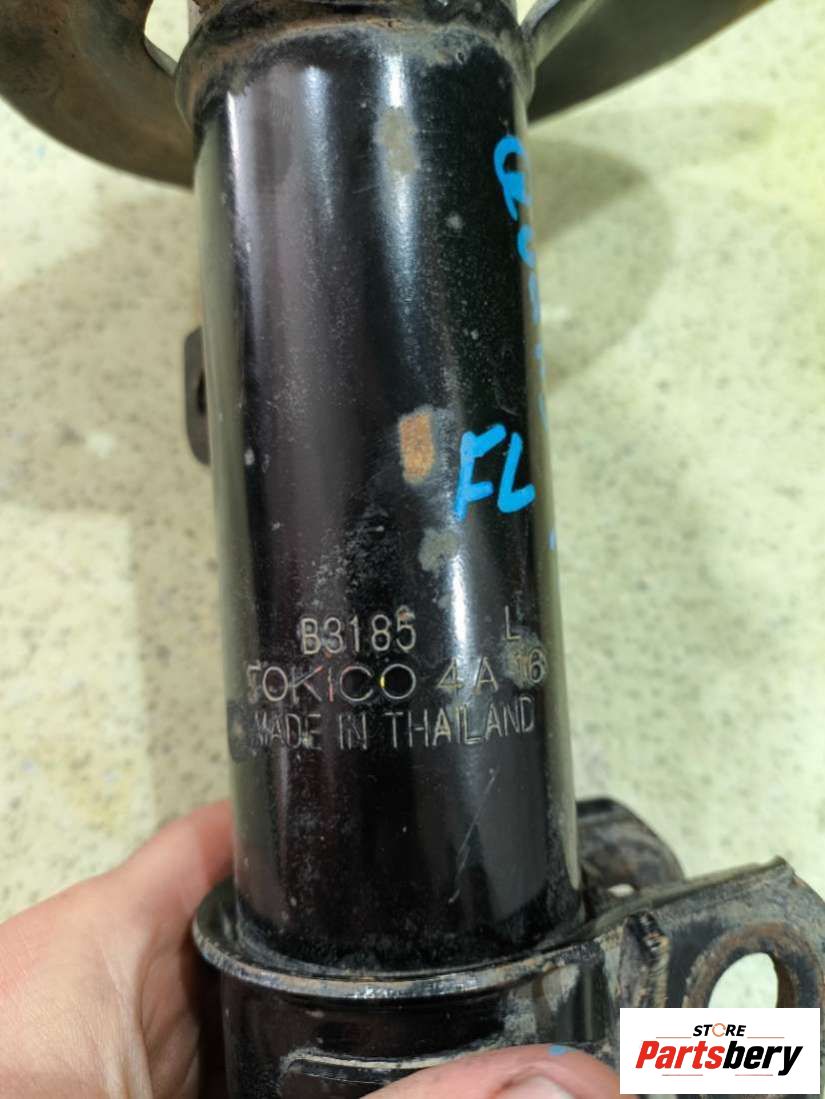 FL
B3185 L
TOKICO 4A 16
MADE IN THAILAND
STORE
Partsbery